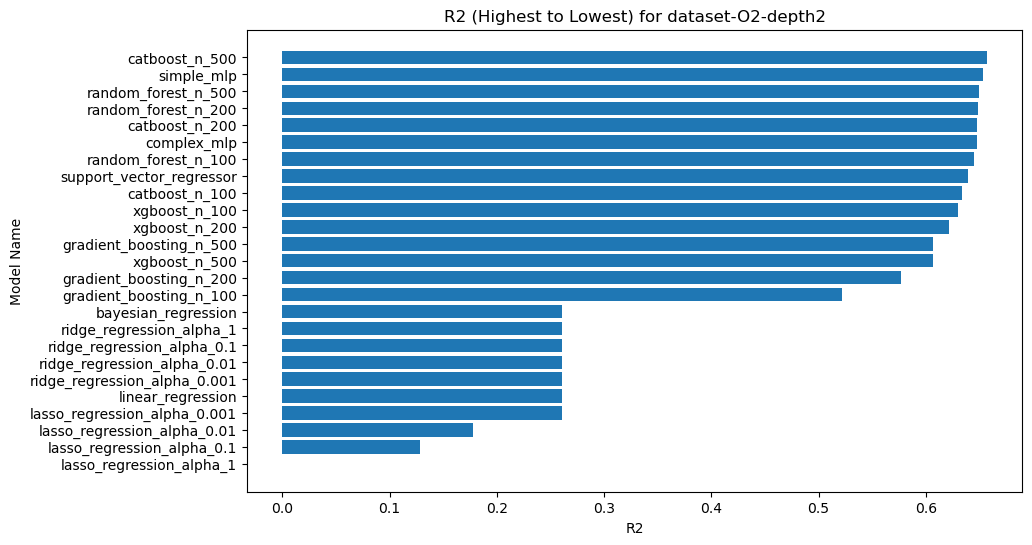 R2 (Highest to Lowest) for dataset-O2-depth2
Model Name
catboost_n_500
simple_mlp
random_forest_n_500
random_forest_n_200
catboost_n_200
complex_mlp
random_forest_n_100
support_vector_regressor
catboost_n_100
xgboost_n_100
xgboost_n_200
gradient_boosting_n_500
xgboost_n_500
gradient_boosting_n_200
gradient_boosting_n_100
bayesian_regression
ridge_regression_alpha_1
ridge_regression_alpha_0.1
ridge_regression_alpha_0.01
ridge_regression_alpha_0.001
linear_regression
lasso_regression_alpha_0.001
lasso_regression_alpha_0.01
lasso_regression_alpha_0.1
lasso_regression_alpha_1
0.0 0.1 0.2 0.3 0.4 0.5 0.6
R2